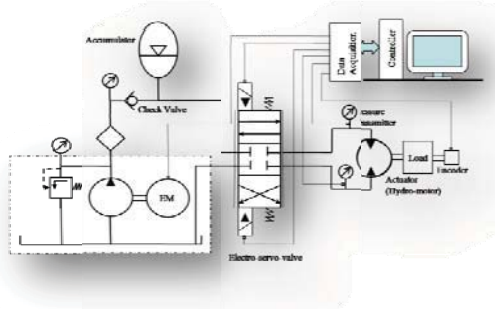 Accumulator
Check Valve
EM
Electro-servo-valve
Data
Acquisition
Controller
Load
Encoder
Actuator
(Hydro-motor)